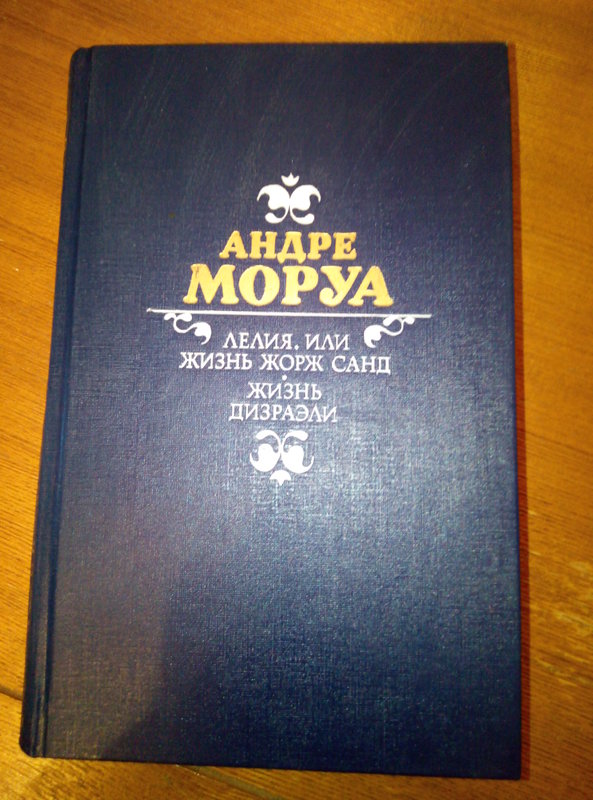 АНДРЕ
МОРУА
ЛЕЛИЯ, ИЛИ
ЖИЗНЬ ЖОРЖ САНД
•
ЖИЗНЬ
ДИЗРАЭЛИ